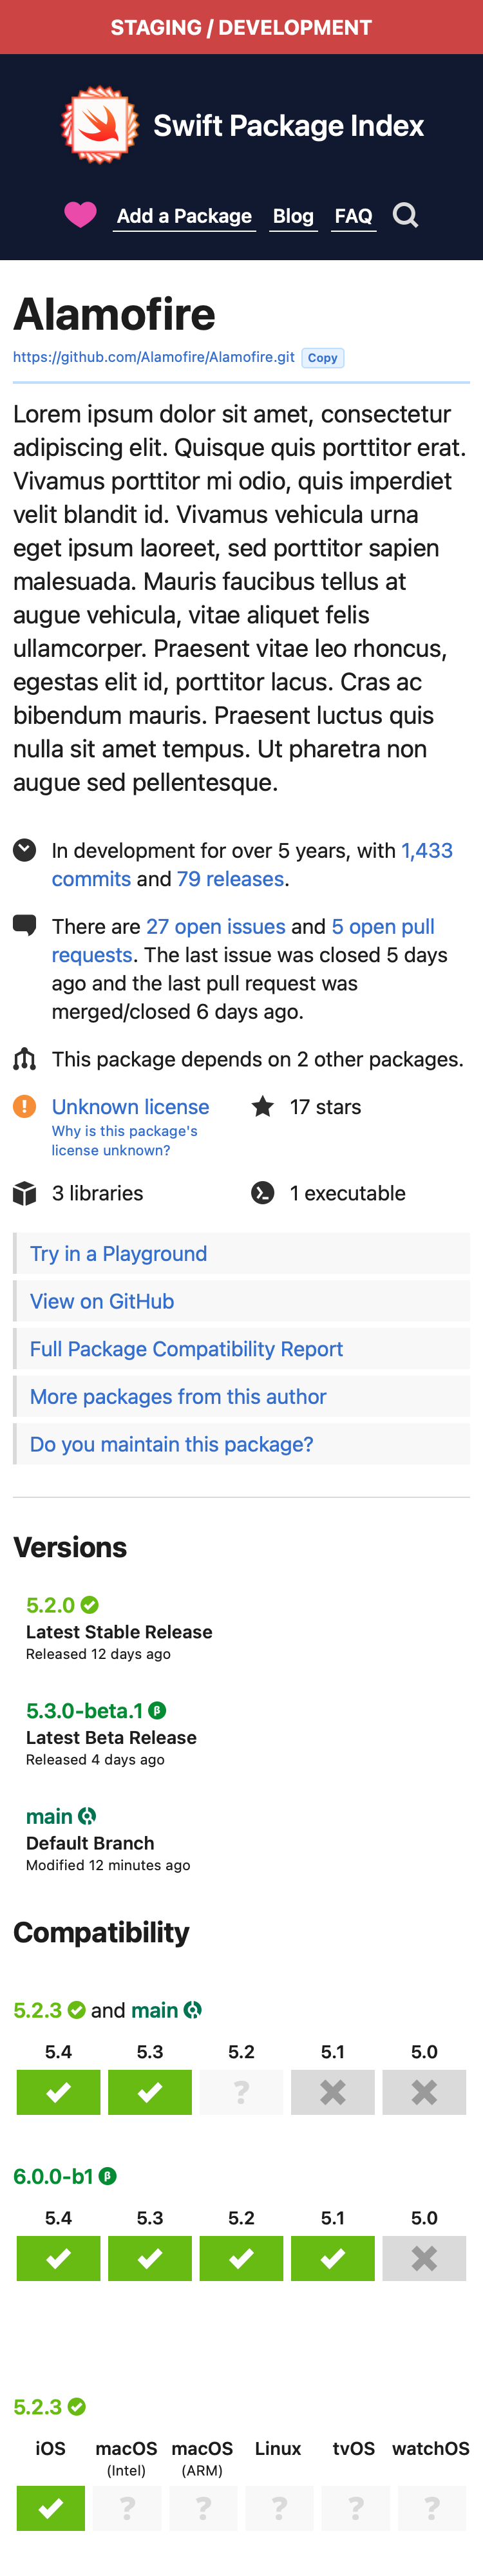 STAGING / DEVELOPMENT
Swift Package Index
Add a Package Blog FAQ
Alamofire
https://github.com/Alamofire/Alamofire.git Copy
Lorem ipsum dolor sit amet, consectetur
adipiscing elit. Quisque quis porttitor erat.
Vivamus porttitor mi odio, quis imperdiet
velit blandit id. Vivamus vehicula urna
eget ipsum laoreet, sed porttitor sapien
malesuada. Mauris faucibus tellus at
augue vehicula, vitae aliquet felis
ullamcorper. Praesent vitae leo rhoncus,
egestas elit id, porttitor lacus. Cras ac
bibendum mauris. Praesent luctus quis
nulla sit amet tempus. Ut pharetra non
augue sed pellentesque.
In development for over 5 years, with 1,433
commits and 79 releases.
There are 27 open issues and 5 open pull
requests. The last issue was closed 5 days
ago and the last pull request was
merged/closed 6 days ago.
This package depends on 2 other packages.
Unknown license
Why is this package's
license unknown?
17 stars
3 libraries
1 executable
Try in a Playground
View on GitHub
Full Package Compatibility Report
More packages from this author
Do you maintain this package?
Versions
5.2.0
Latest Stable Release
Released 12 days ago
5.3.0-beta.1 β
Latest Beta Release
Released 4 days ago
main
Default Branch
Modified 12 minutes ago
Compatibility
5.2.3 and main
5.4 5.3 5.2 5.1 5.0
?
6.0.0-b1 β
5.4 5.3 5.2 5.1 5.0
5.2.3
iOS macOS macOS Linux tvOS watchOS
(Intel) (ARM)
? ? ? ? ?